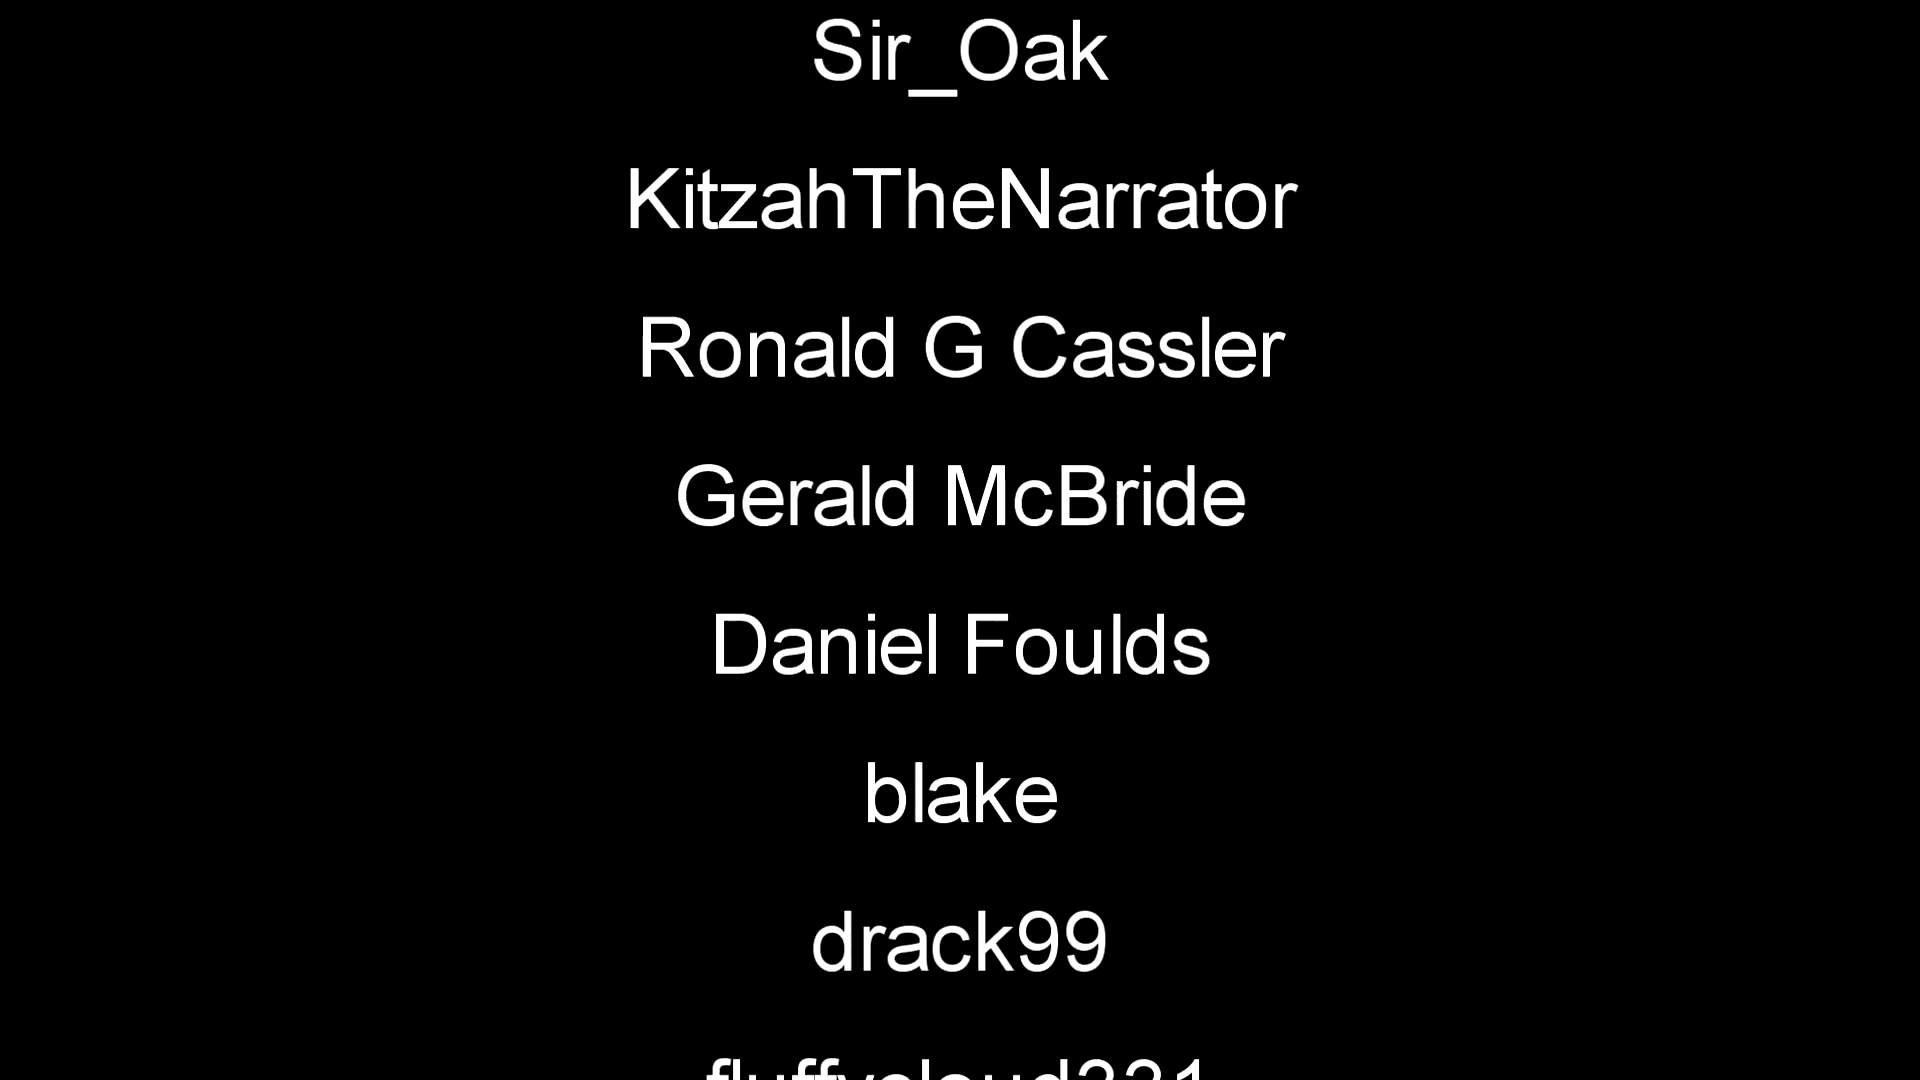 Sir_Oak
KitzahTheNarrator
Ronald G Cassler
Gerald McBride
Daniel Foulds
blake
drack99